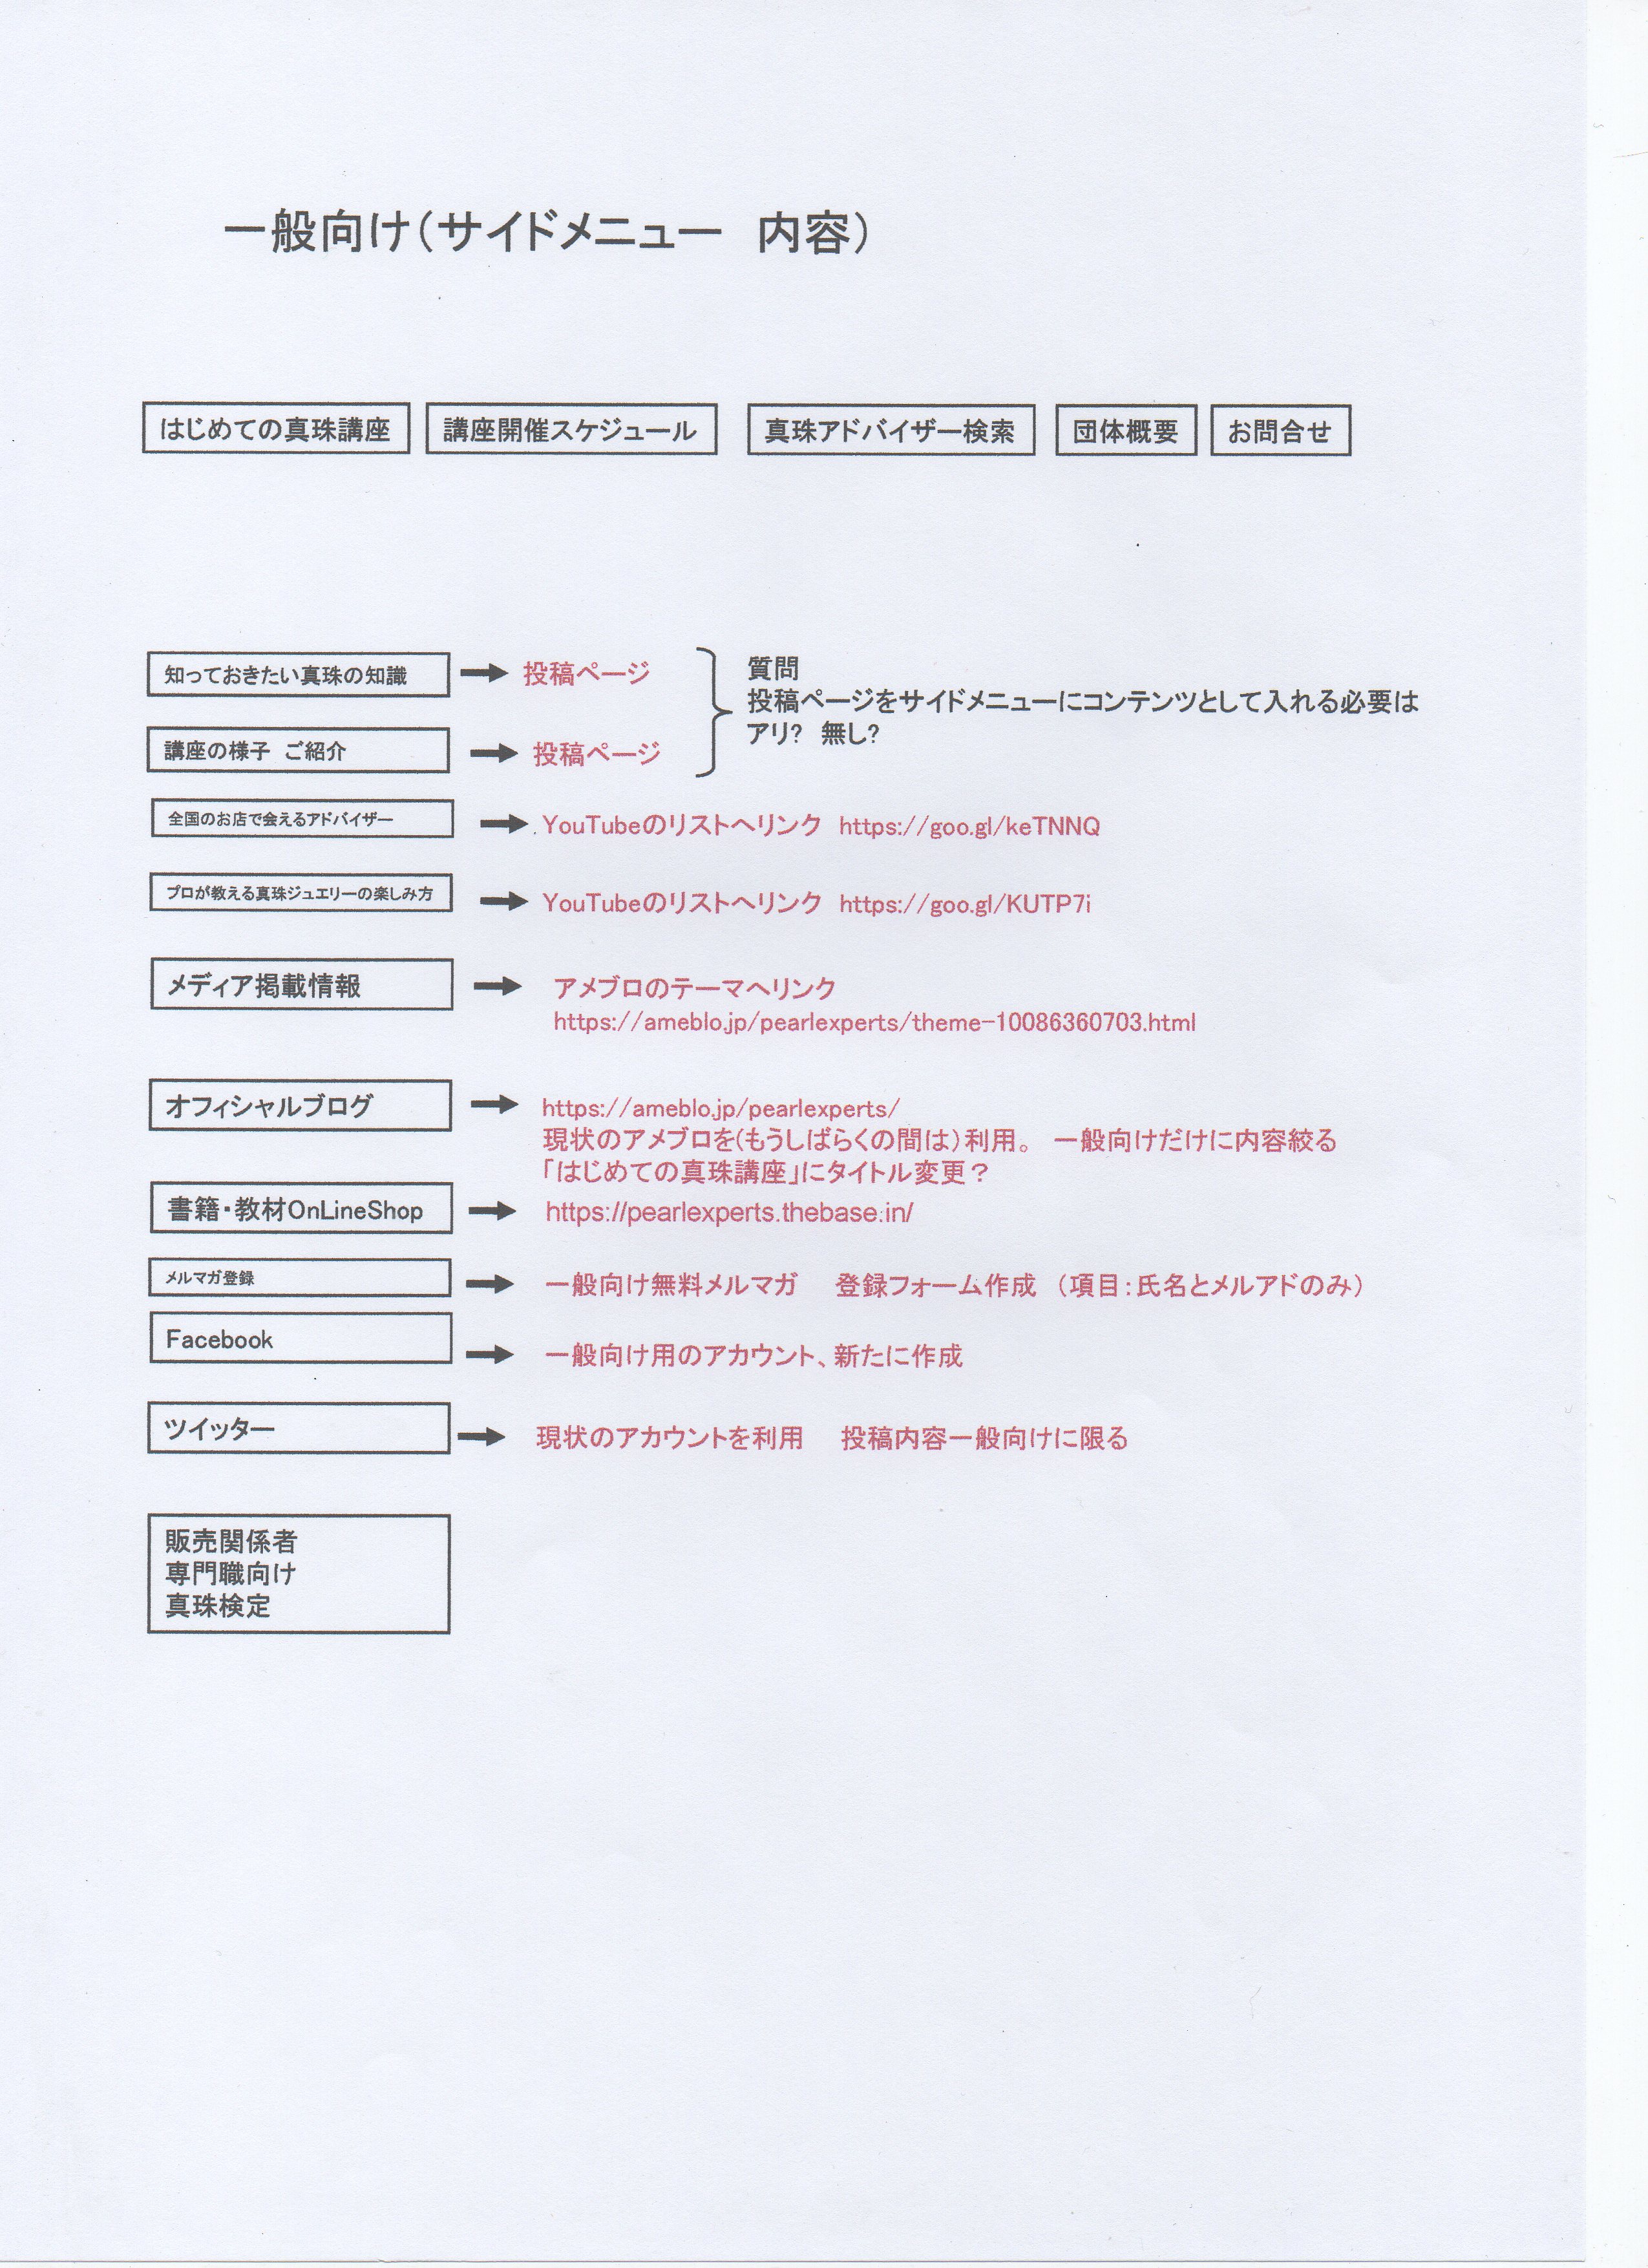 一般向け（サイドメニュー　内容）
はじめての真珠講座　講座開催スケジュール　真珠アドバイザー検索　団体概要　お問合せ
知っておきたい真珠の知識　投稿ページ
講座の様子　ご紹介　投稿ページ
質問
投稿ページをサイドメニューにコンテンツとして入れる必要は
アリ？　無し？
全国のお店で会えるアドバイザー　YouTubeのリストへリンク　https://goo.gl/keTNNQ
プロが教える真珠ジュエリーの楽しみ方　YouTubeのリストへリンク　https://goo.gl/KUTP7i
メディア掲載情報　アメブロのテーマへリンク
https://ameblo.jp/pearlexperts/theme-10086360703.html
オフィシャルブログ　https://ameblo.jp/pearlexperts/
現状のアメブロを（もうしばらくの間は）利用。　一般向けだけに内容絞る
「はじめての真珠講座」にタイトル変更？
書籍・教材OnLineShop　https://pearlexperts.thebase.in/
メルマガ登録　一般向け無料メルマガ　登録フォーム作成　（項目：氏名とメルアドのみ）
Facebook　一般向け用のアカウント、新たに作成
ツイッター　現状のアカウントを利用　投稿内容一般向けに限る
販売関係者
専門職向け
真珠検定